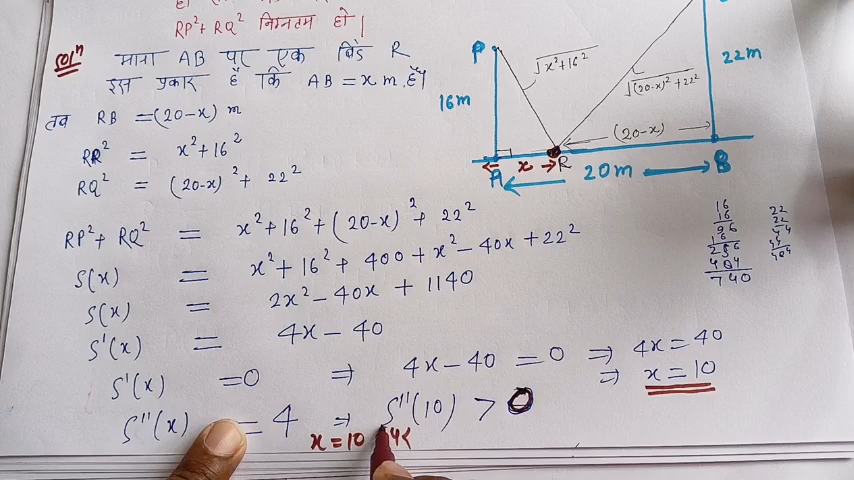 RP² + RQ² निम्नतम हो।
solⁿ माना AB पर एक बिंदु R
इस प्रकार है कि AB = x m. है।
तब RB = (20-x) m
RR² = x² + 16²
RQ² = (20-x)² + 22²
RP² + RQ² = x² + 16² + (20-x)² + 22²
S(x) = x² + 16² + 400 + x² - 40x + 22²
S(x) = 2x² - 40x + 1140
S'(x) = 4x - 40
S'(x) = 0 ⇒ 4x - 40 = 0 ⇒ 4x = 40
⇒ x = 10
S''(x) = 4 ⇒ S''(10) > 0
x = 10
P
√x²+16²
√(20-x)²+22²
22m
16m
(20-x)
A x R 20m B
16
16
96
16
256
484
740
22
22
44
44
484